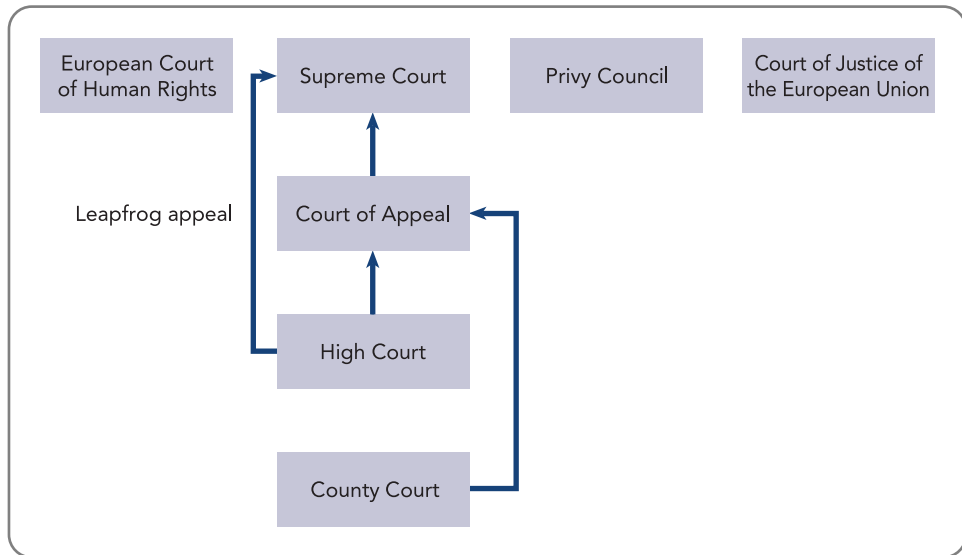 European Court
of Human Rights
Supreme Court
Privy Council
Court of Justice of
the European Union
Leapfrog appeal
Court of Appeal
High Court
County Court